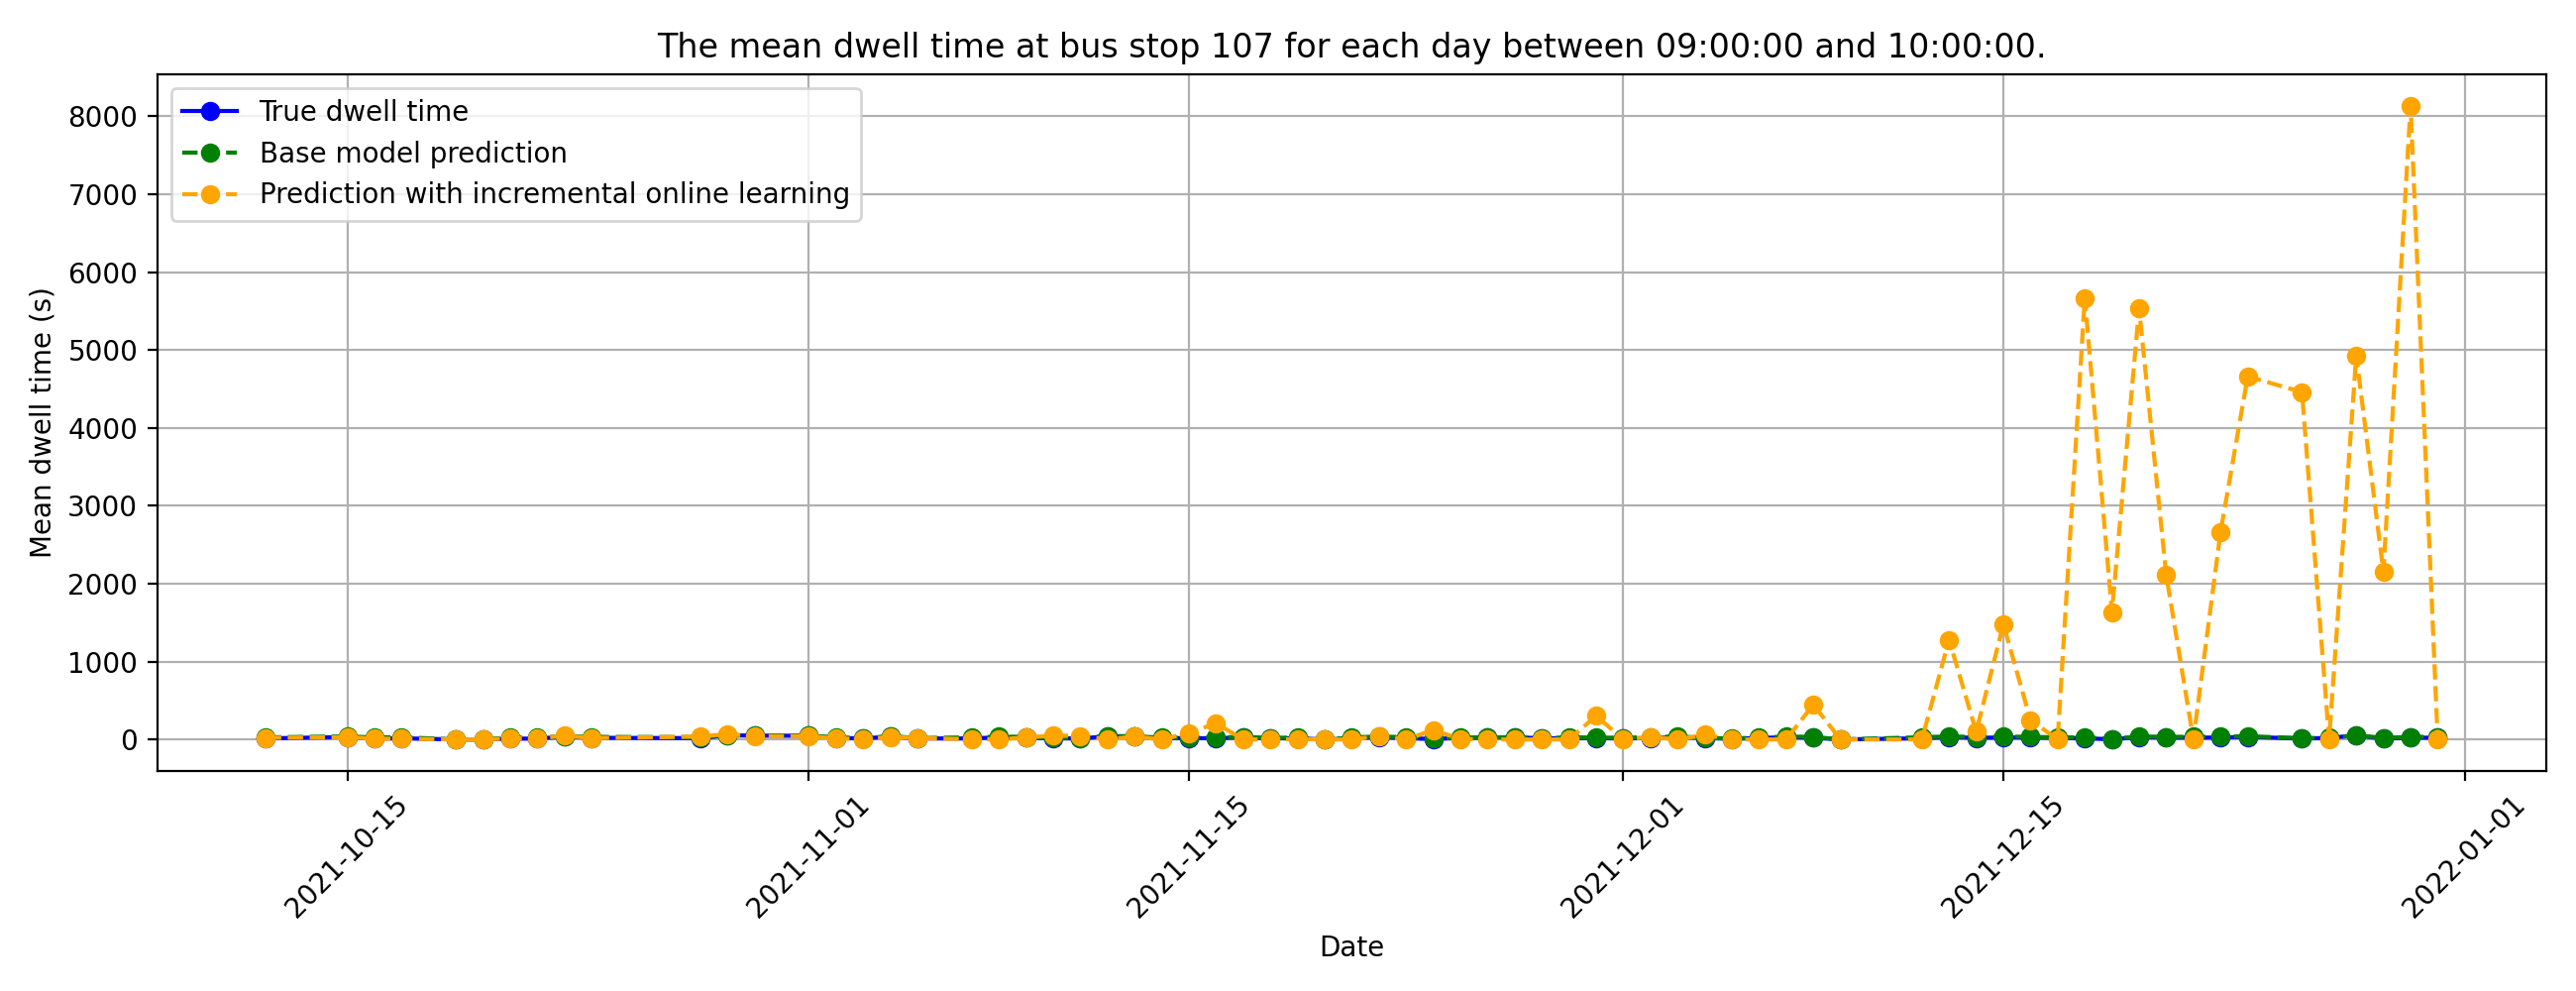 The mean dwell time at bus stop 107 for each day between 09:00:00 and 10:00:00.
True dwell time
Base model prediction
Prediction with incremental online learning
Mean dwell time (s)
8000
7000
6000
5000
4000
3000
2000
1000
0
2021-10-15
2021-11-01
2021-11-15
2021-12-01
2021-12-15
2022-01-01
Date